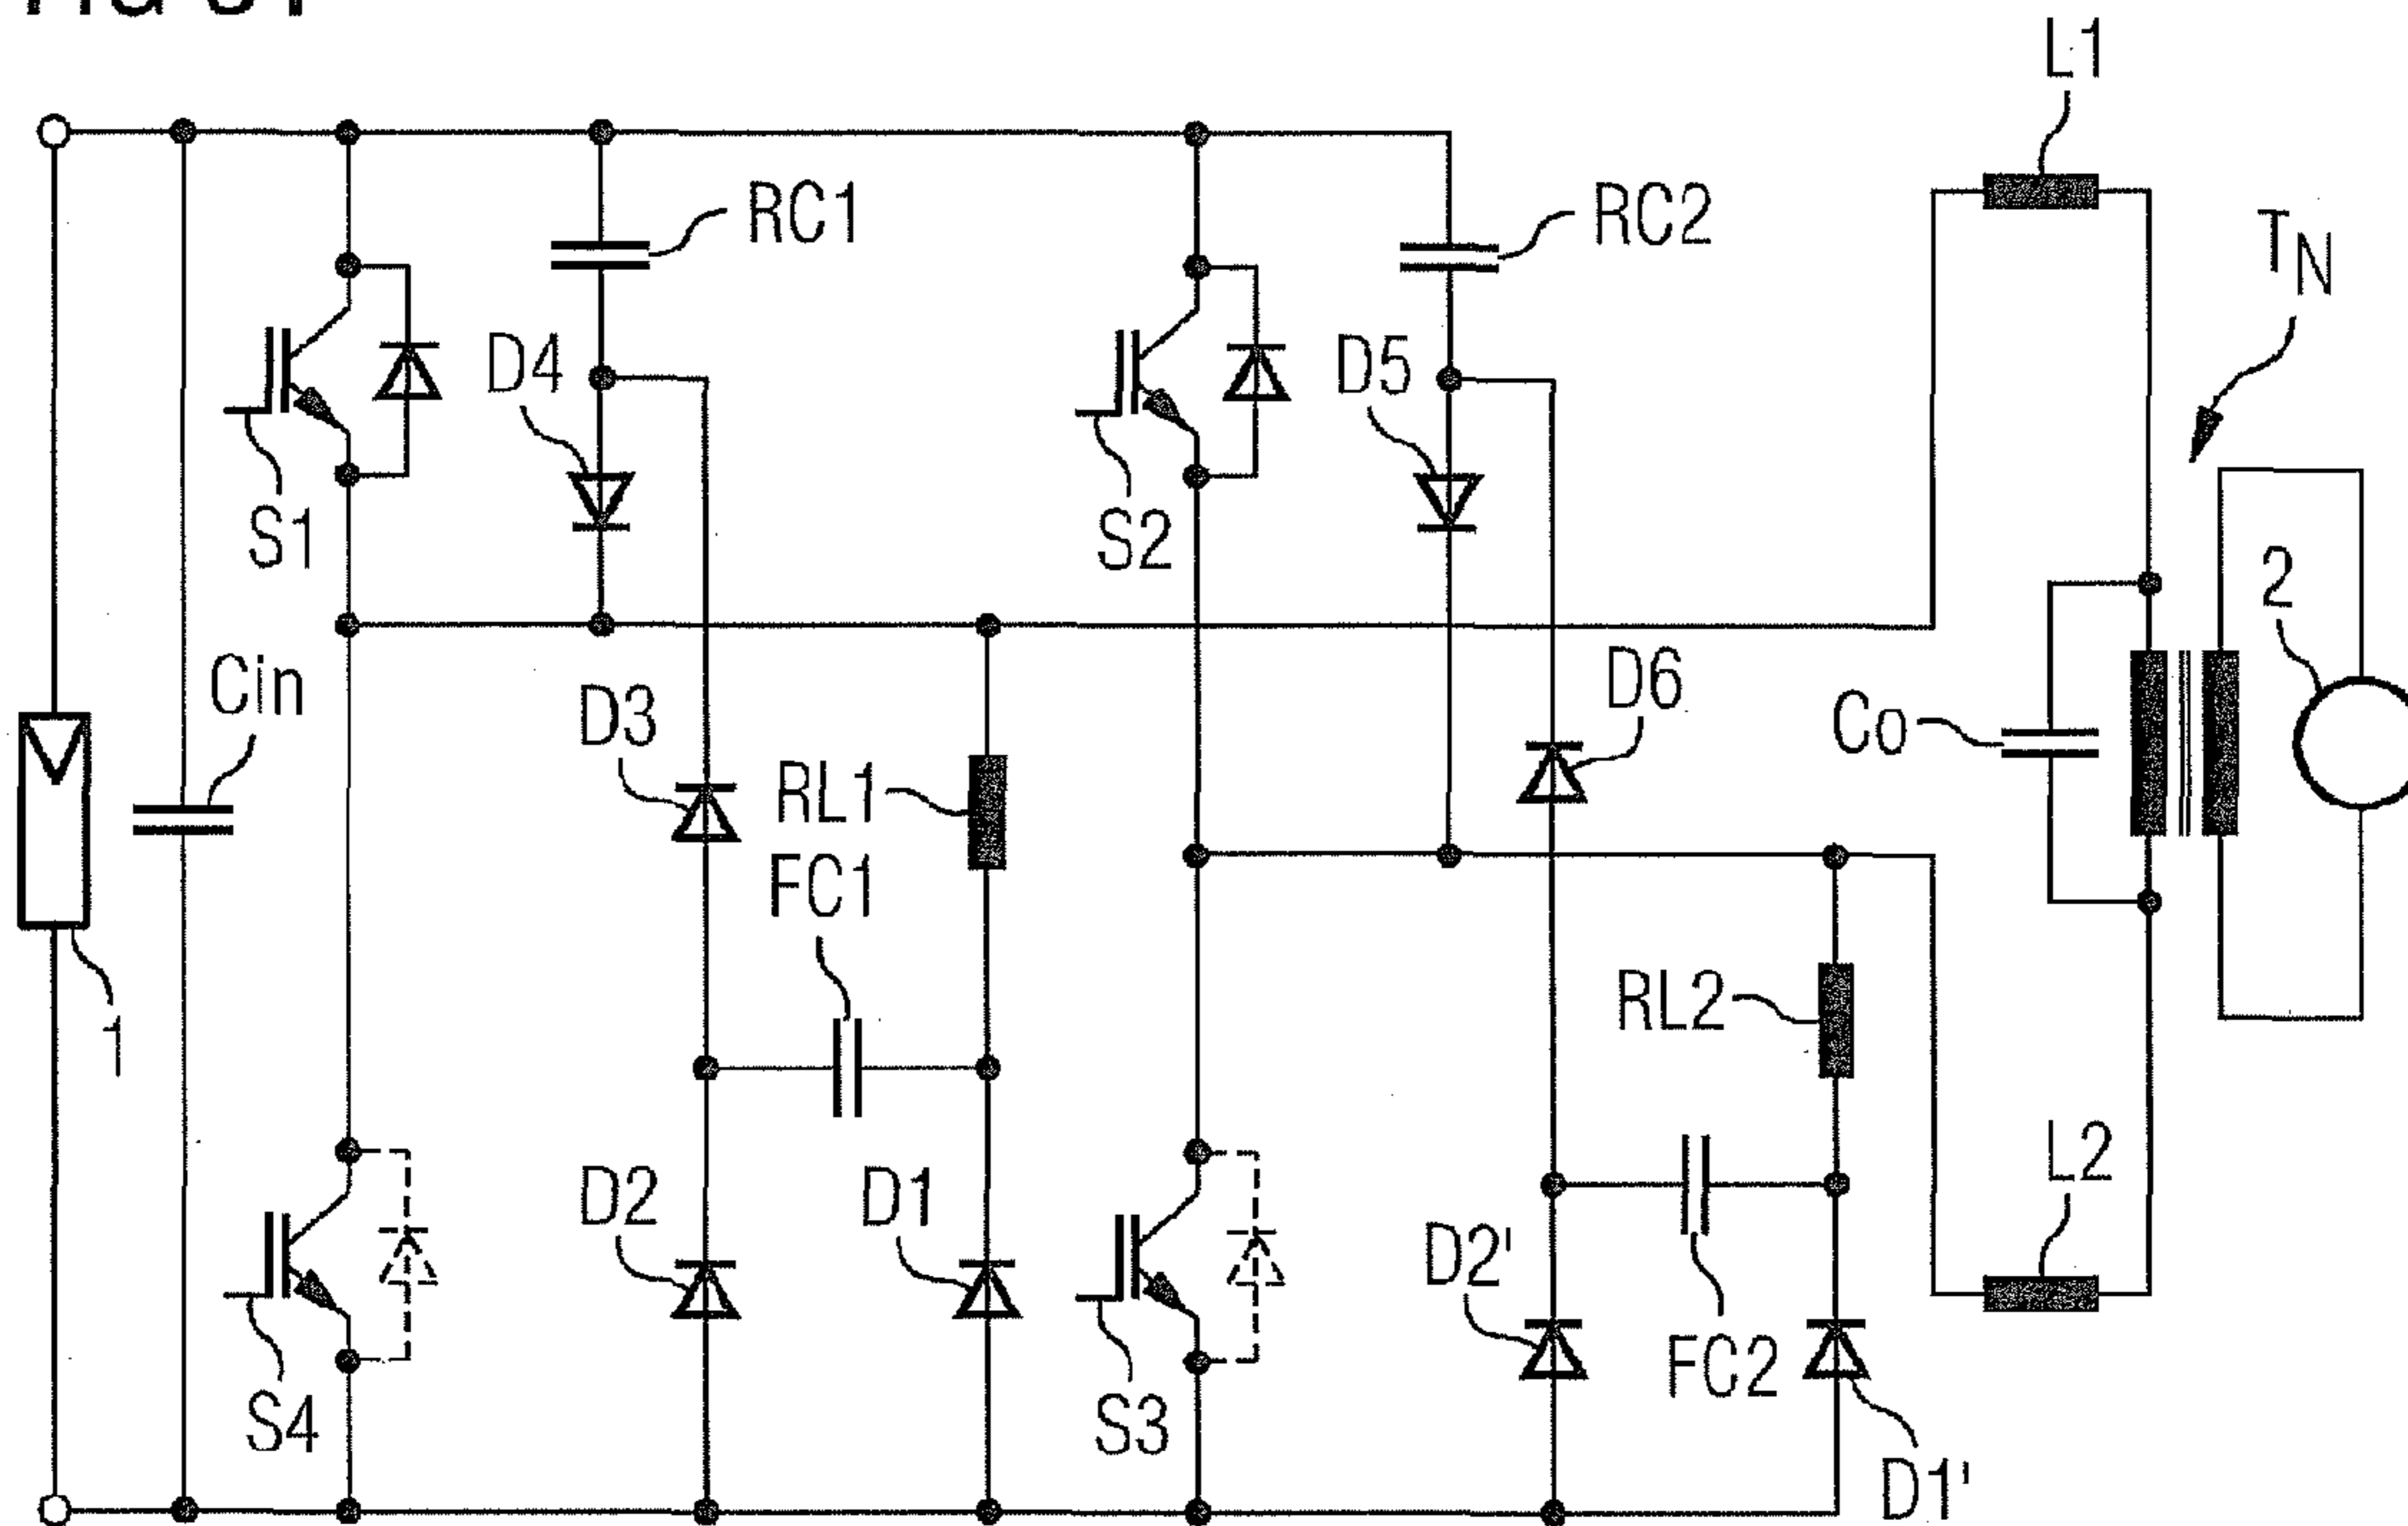 L1
RC1
RC2
T_N
D4
D5
S1
S2
2
Cin
D3
D6
Co
RL1
FC1
RL2
1
D2
D1
L2
D2'
FC2
S4
S3
D1'